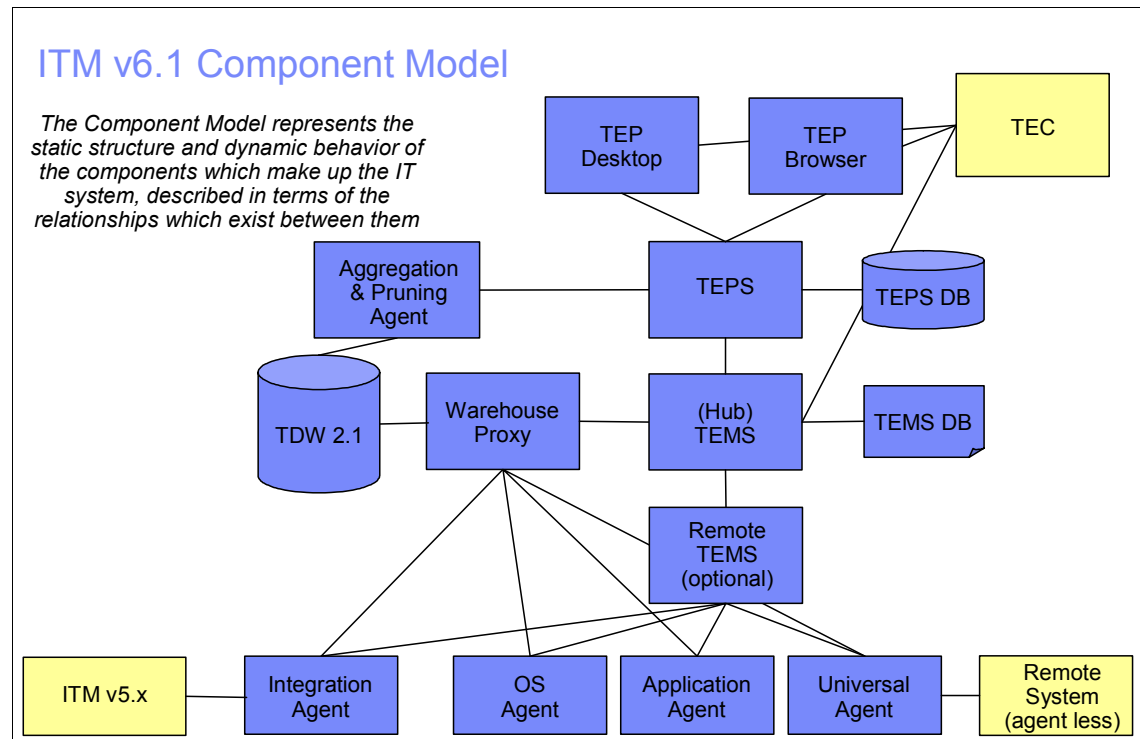 ITM v6.1 Component Model
The Component Model represents the
static structure and dynamic behavior of
the components which make up the IT
system, described in terms of the
relationships which exist between them
TEP
Desktop
TEP
Browser
TEC
Aggregation
& Pruning
Agent
TEPS
TEPS DB
TDW 2.1
Warehouse
Proxy
(Hub)
TEMS
TEMS DB
Remote
TEMS
(optional)
ITM v5.x
Integration
Agent
OS
Agent
Application
Agent
Universal
Agent
Remote
System
(agent less)